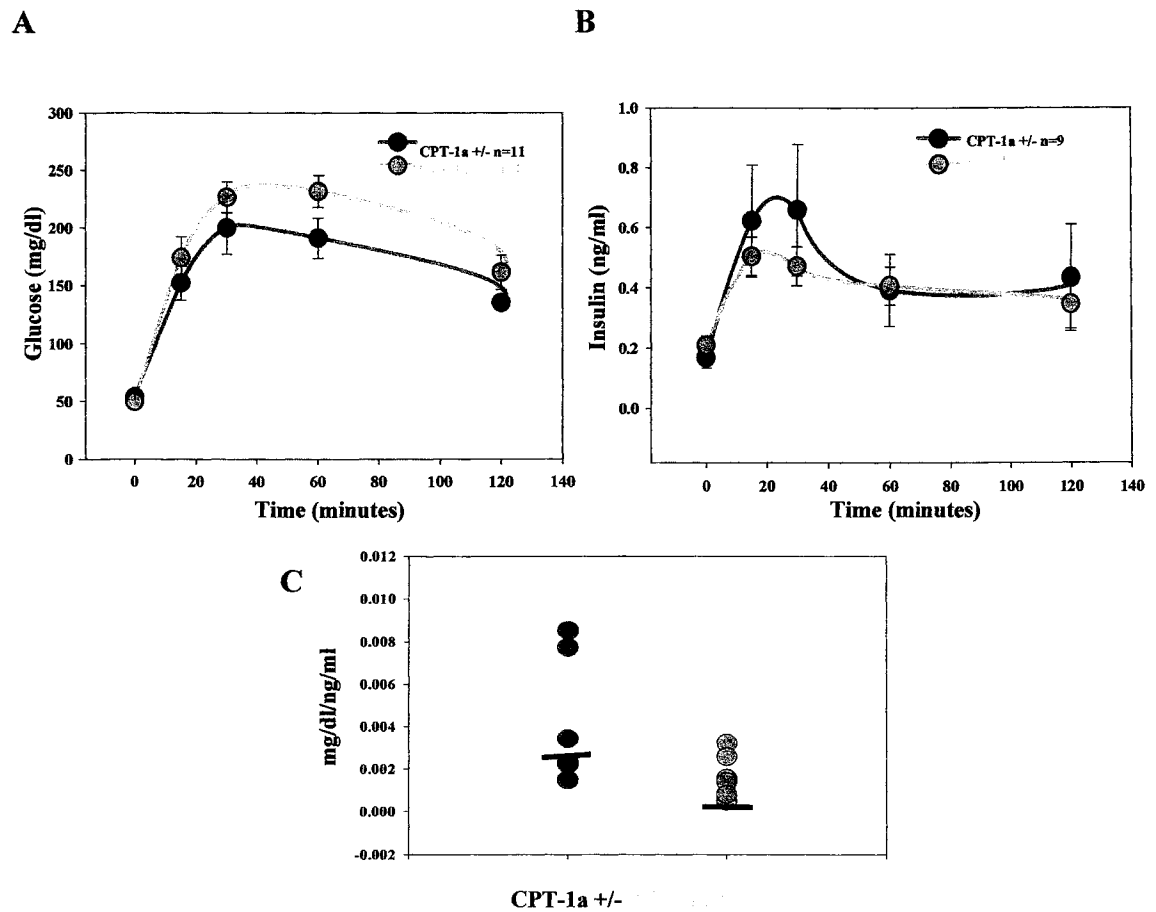 A
B
300
250
200
150
100
50
0
Glucose (mg/dl)
CPT-1a +/- n=11
0 20 40 60 80 100 120 140
Time (minutes)
1.0
0.8
0.6
0.4
0.2
0.0
Insulin (ng/ml)
CPT-1a +/- n=9
0 20 40 60 80 100 120 140
Time (minutes)
C
0.012
0.010
0.008
0.006
0.004
0.002
0.000
-0.002
mg/dl/ng/ml
CPT-1a +/-